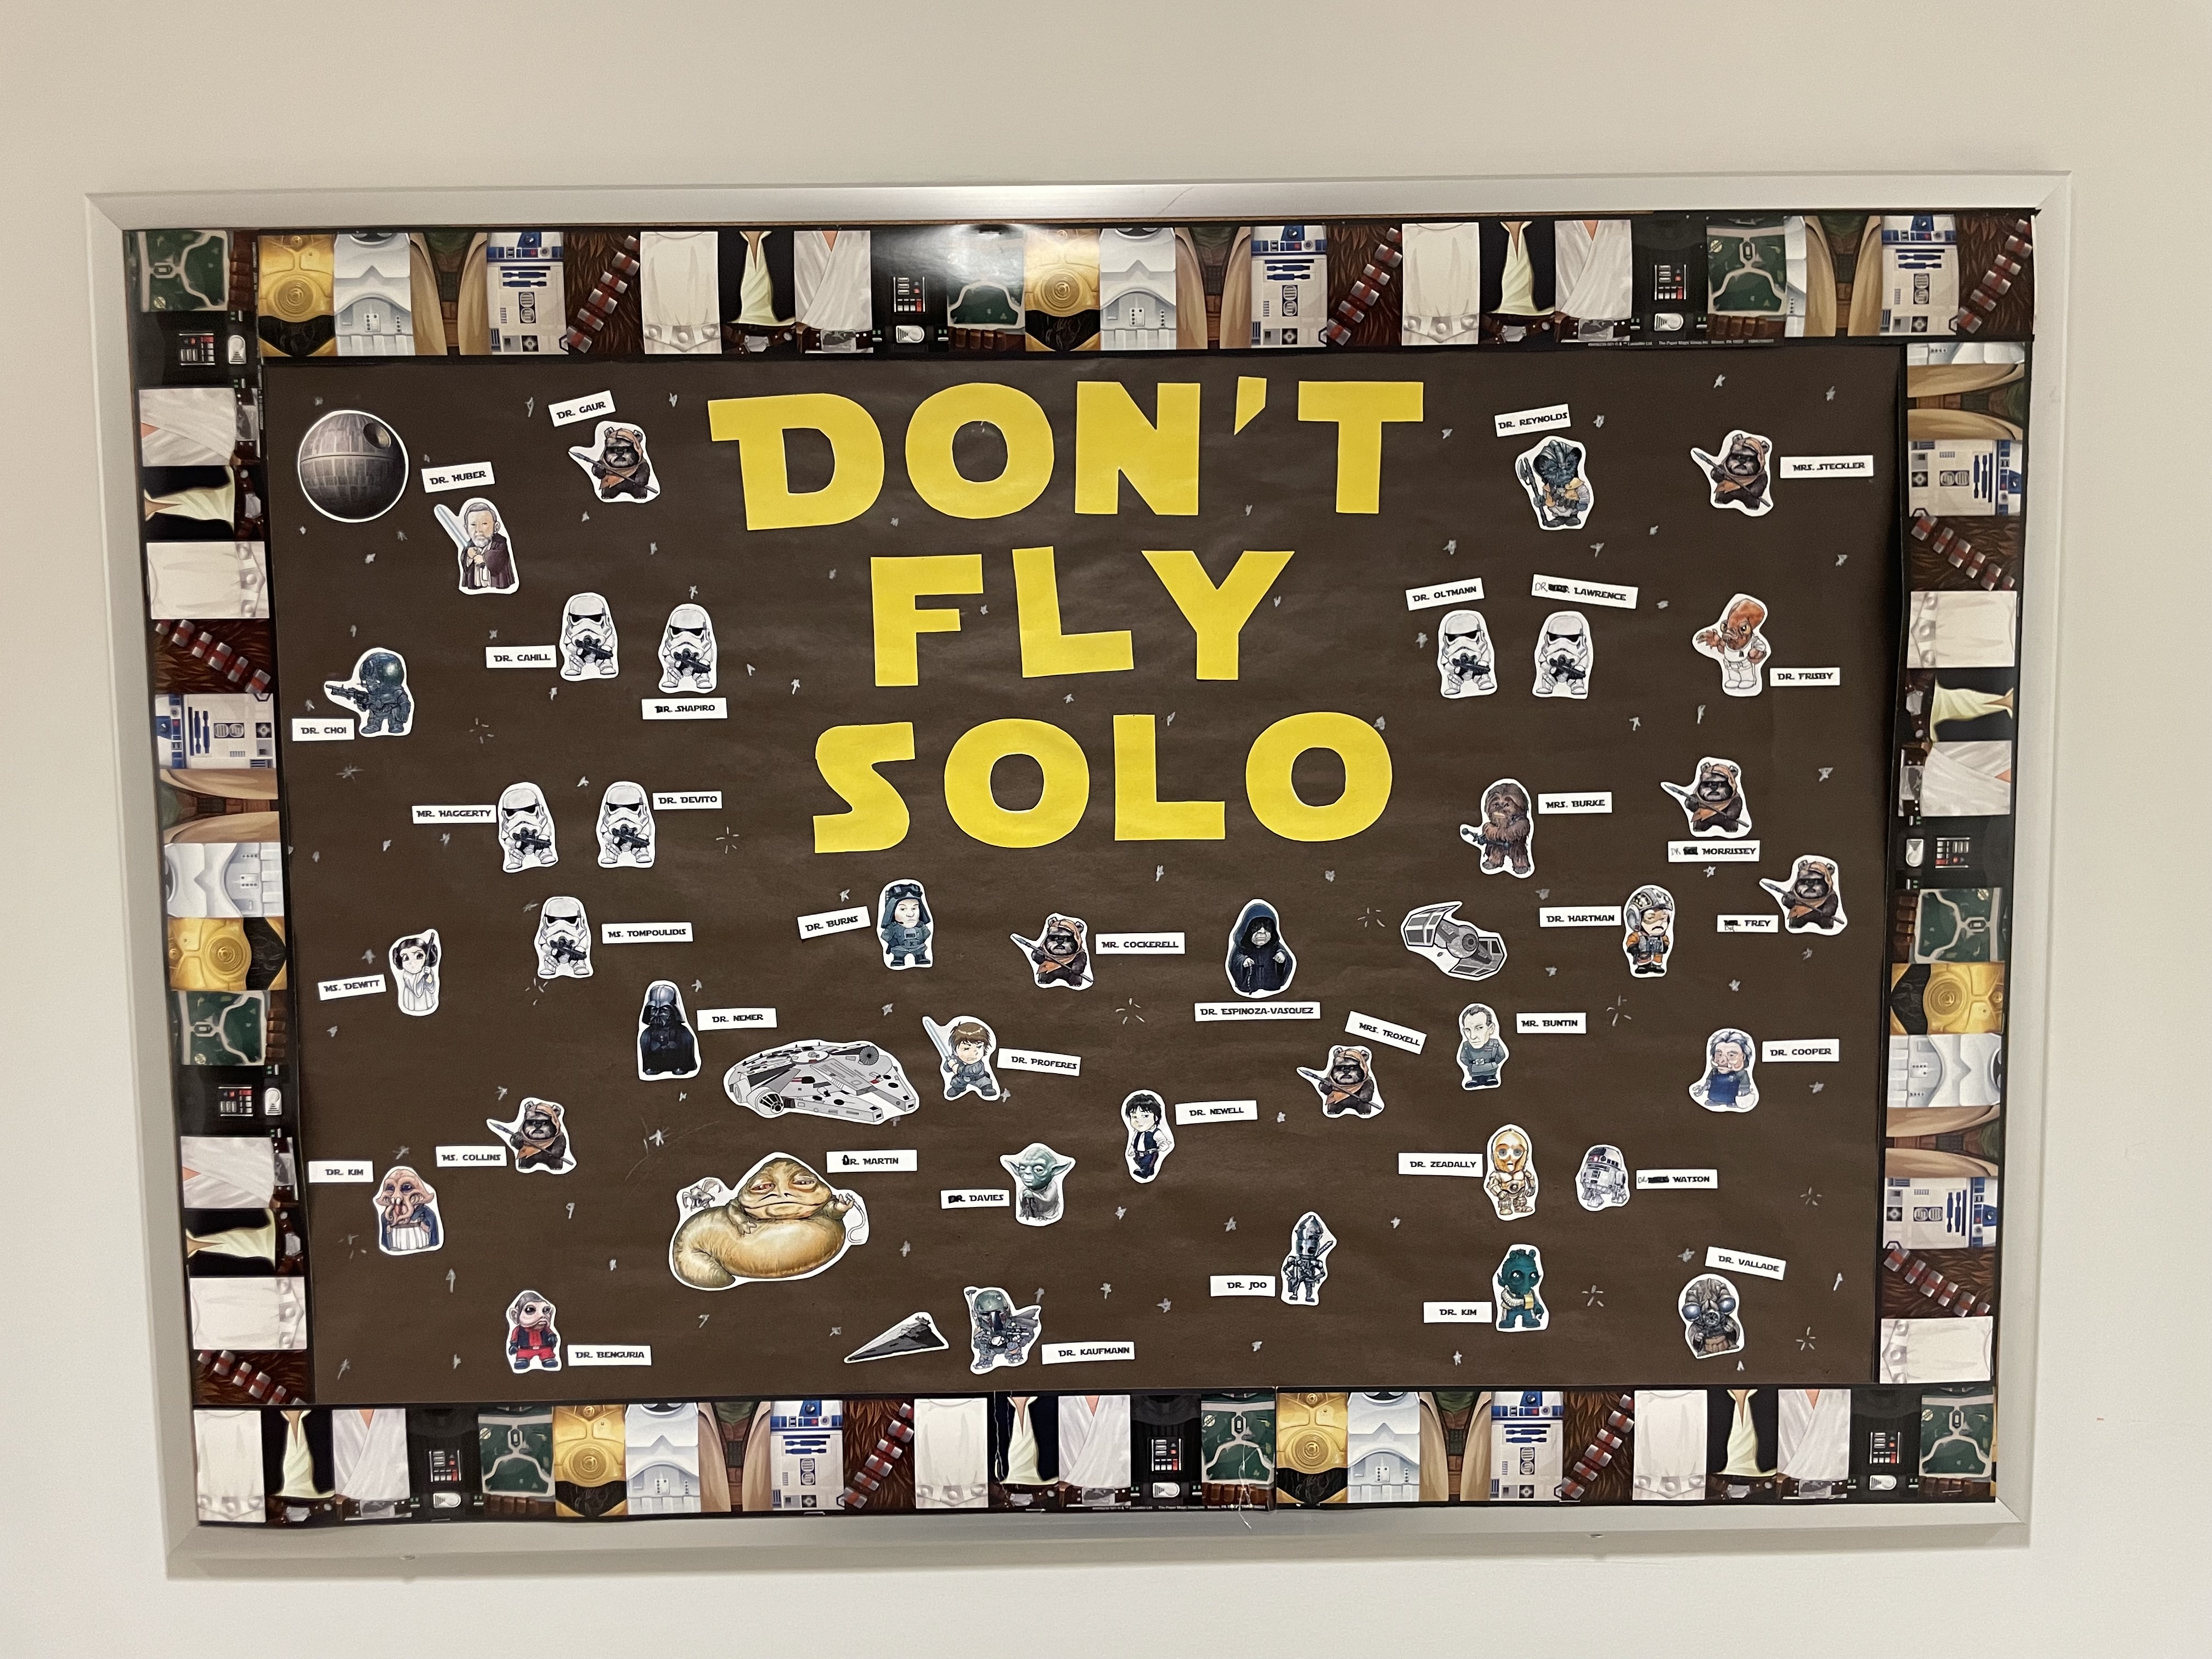 DON'T
FLY
SOLO
DR. GAUR
DR. HUBER
DR. REYNOLDS
MRS. STECKLER
DR. OLTMANN
DR LAWRENCE
DR. CAHILL
DR. FRISBY
DR. SHAPIRO
DR. CHOI
MR. HAGGERTY
DR. DEVITO
MRS. BURKE
DR MORRISSEY
MS. TOMPOULIDIS
DR. BURNS
MR. COCKERELL
DR. HARTMAN
DR. FREY
MS. DEWITT
DR. NEMER
DR. ESPINOZA-VASQUEZ
MRS. TROXELL
MR. BUNTIN
DR. PROFERES
DR. COOPER
DR. NEWELL
MS. COLLINS
DR. KIM
DR. MARTIN
DR. DAVIES
DR. ZEADALLY
DR. WATSON
DR. JOO
DR. KIM
DR. VALLADE
DR. BENGURIA
DR. KAUFMANN